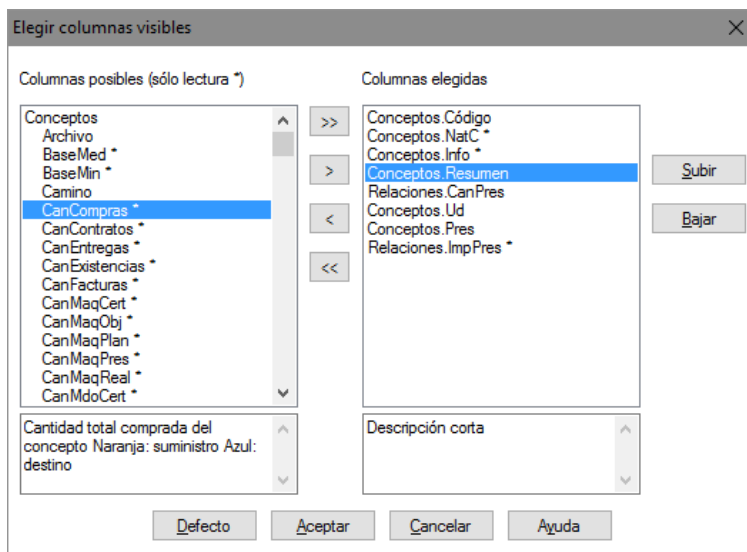 Elegir columnas visibles
Columnas posibles (sólo lectura *)
Conceptos
Archivo
BaseMed *
BaseMin *
Camino
CanCompras *
CanContratos *
CanEntregas *
CanExistencias *
CanFacturas *
CanMaqCert *
CanMaqObj *
CanMaqPlan *
CanMaqPres *
CanMaqReal *
CanMdoCert *
Cantidad total comprada del
concepto Naranja: suministro Azul:
destino
>>
>
<
<<
Columnas elegidas
Conceptos.Código
Conceptos.NatC *
Conceptos.Info *
Conceptos.Resumen
Relaciones.CanPres
Conceptos.Ud
Conceptos.Pres
Relaciones.ImpPres *
Descripción corta
Subir
Bajar
Defecto
Aceptar
Cancelar
Ayuda